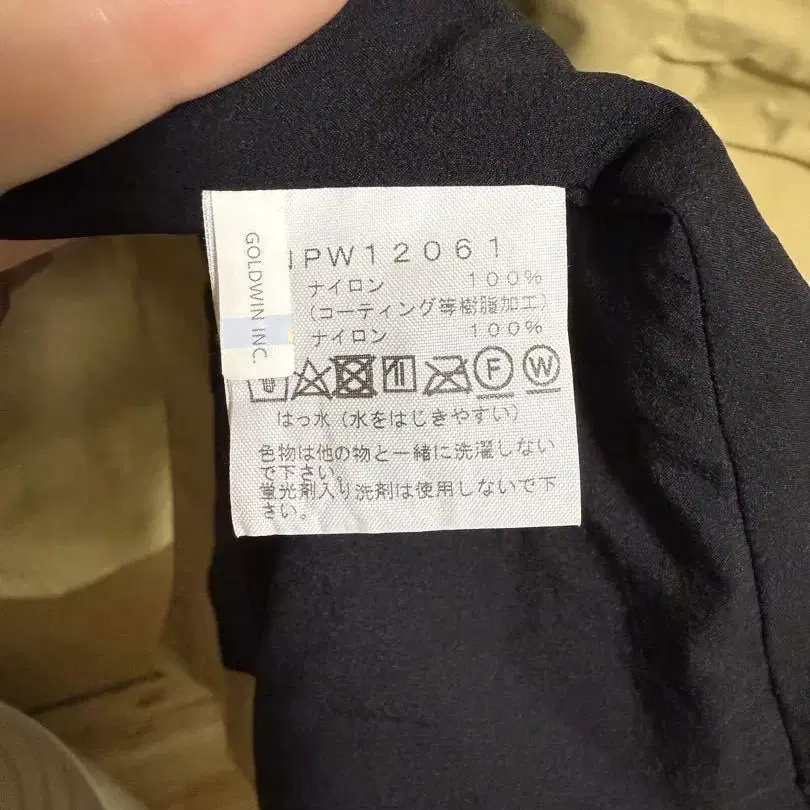 GOLDWIN INC.
NPW12061
ナイロン 100%
(コーティング等樹脂加工)
ナイロン 100%
F W
はっ水(水をはじきやすい)
色物は他の物と一緒に洗濯しない
で下さい。
蛍光剤入り洗剤は使用しないで下
さい。